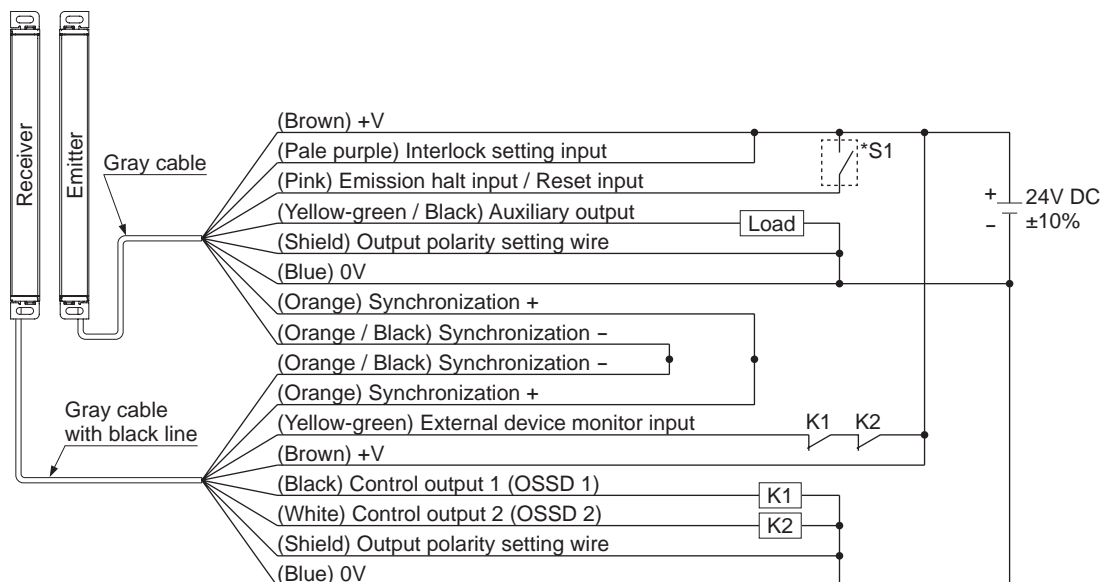 Receiver
Emitter
Gray cable
Gray cable
with black line
(Brown) +V
(Pale purple) Interlock setting input
(Pink) Emission halt input / Reset input
(Yellow-green / Black) Auxiliary output
(Shield) Output polarity setting wire
(Blue) 0V
(Orange) Synchronization +
(Orange / Black) Synchronization –
(Orange / Black) Synchronization –
(Orange) Synchronization +
(Yellow-green) External device monitor input
(Brown) +V
(Black) Control output 1 (OSSD 1)
(White) Control output 2 (OSSD 2)
(Shield) Output polarity setting wire
(Blue) 0V
*S1
Load
+
–
24V DC
±10%
K1
K2
K1
K2